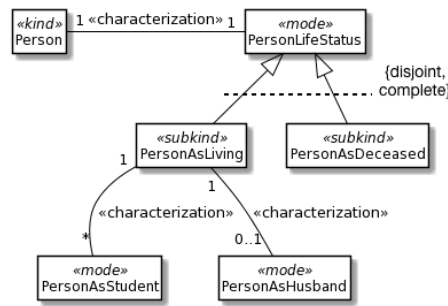 «kind»
Person
1 «characterization» 1
«mode»
PersonLifeStatus
{disjoint,
complete}
«subkind»
PersonAsLiving
«subkind»
PersonAsDeceased
1
1
«characterization»
«characterization»
*
0..1
«mode»
PersonAsStudent
«mode»
PersonAsHusband